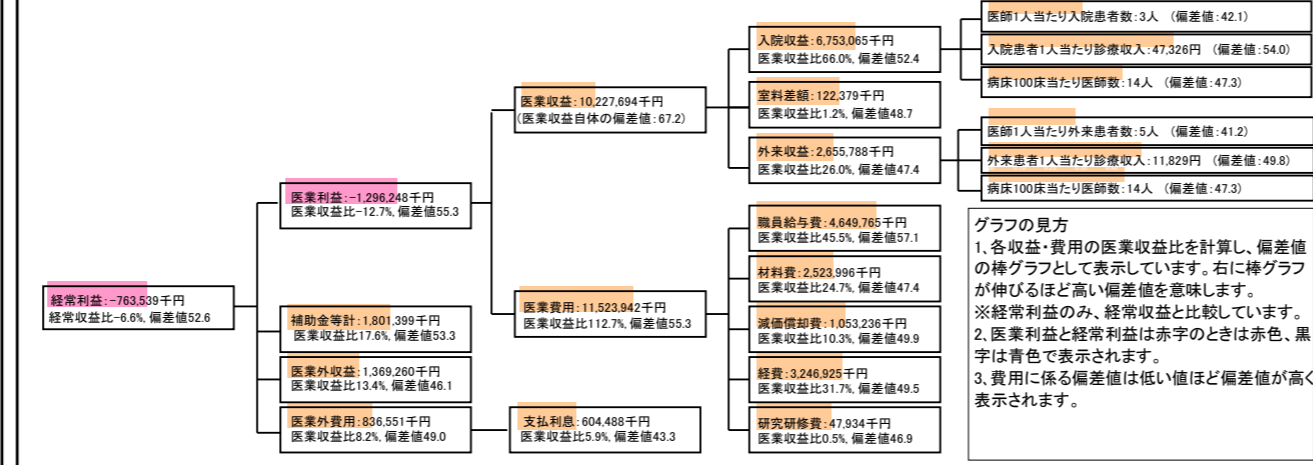 経常利益:-763,539千円
経常収益比-6.6%, 偏差値52.6
医業利益:-1,296,248千円
医業収益比-12.7%, 偏差値55.3
補助金等計:1,801,399千円
医業収益比17.6%, 偏差値53.3
医業外収益:1,369,260千円
医業収益比13.4%, 偏差値46.1
医業外費用:836,551千円
医業収益比8.2%, 偏差値49.0
支払利息:604,488千円
医業収益比5.9%, 偏差値43.3
医業収益:10,227,694千円
(医業収益自体の偏差値:67.2)
医業費用:11,523,942千円
医業収益比112.7%, 偏差値55.3
入院収益:6,753,065千円
医業収益比66.0%, 偏差値52.4
室料差額:122,379千円
医業収益比1.2%, 偏差値48.7
外来収益:2,655,788千円
医業収益比26.0%, 偏差値47.4
職員給与費:4,649,765千円
医業収益比45.5%, 偏差値57.1
材料費:2,523,996千円
医業収益比24.7%, 偏差値47.4
減価償却費:1,053,236千円
医業収益比10.3%, 偏差値49.9
経費:3,246,925千円
医業収益比31.7%, 偏差値49.5
研究研修費:47,934千円
医業収益比0.5%, 偏差値46.9
医師1人当たり入院患者数:3人 (偏差値:42.1)
入院患者1人当たり診療収入:47,326円 (偏差値:54.0)
病床100床当たり医師数:14人 (偏差値:47.3)
医師1人当たり外来患者数:5人 (偏差値:41.2)
外来患者1人当たり診療収入:11,829円 (偏差値:49.8)
病床100床当たり医師数:14人 (偏差値:47.3)
グラフの見方
1、各収益・費用の医業収益比を計算し、偏差値
の棒グラフとして表示しています。右に棒グラフ
が伸びるほど高い偏差値を意味します。
※経常利益のみ、経常収益と比較しています。
2、医業利益と経常利益は赤字のときは赤色、黒
字は青色で表示されます。
3、費用に係る偏差値は低い値ほど偏差値が高く
表示されます。